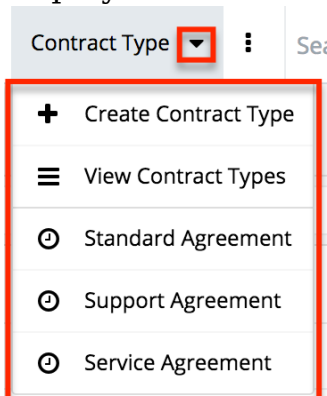 Contract Type
Create Contract Type
View Contract Types
Standard Agreement
Support Agreement
Service Agreement